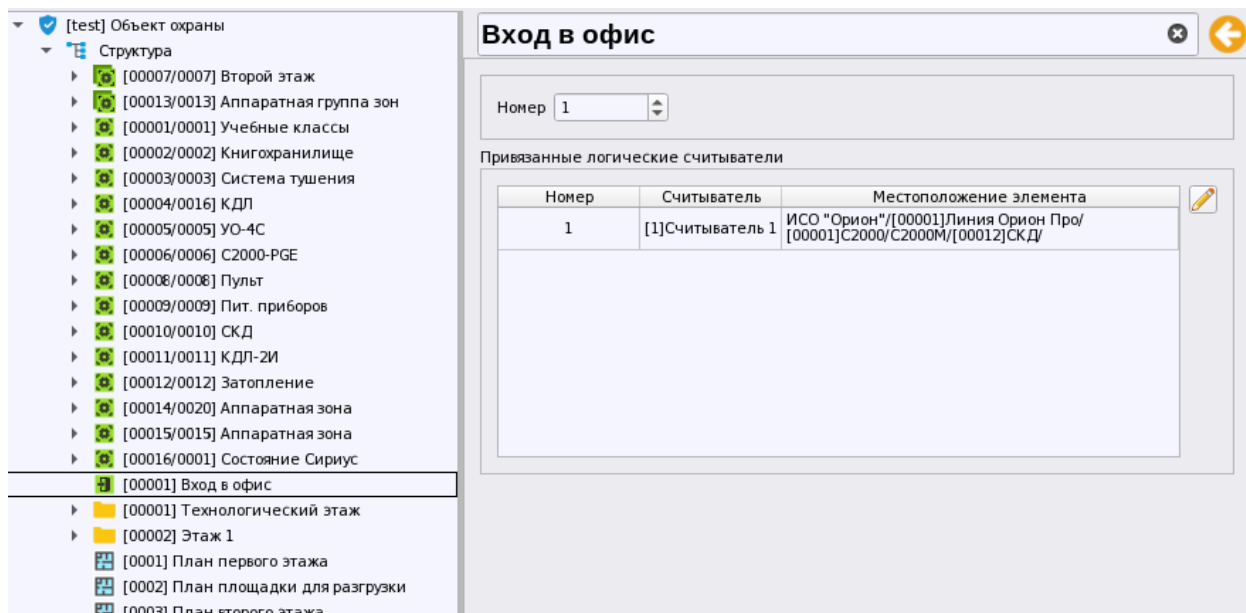 [test] Объект охраны
Структура
[00007/0007] Второй этаж
[00013/0013] Аппаратная группа зон
[00001/0001] Учебные классы
[00002/0002] Книгохранилище
[00003/0003] Система тушения
[00004/0016] КДЛ
[00005/0005] УО-4С
[00006/0006] С2000-PGE
[00008/0008] Пульт
[00009/0009] Пит. приборов
[00010/0010] СКД
[00011/0011] КДЛ-2И
[00012/0012] Затопление
[00014/0020] Аппаратная зона
[00015/0015] Аппаратная зона
[00016/0001] Состояние Сириус
[00001] Вход в офис
[00001] Технологический этаж
[00002] Этаж 1
[0001] План первого этажа
[0002] План площадки для разгрузки
[0003] План второго этажа
Вход в офис
Номер 1
Привязанные логические считыватели
Номер Считыватель Местоположение элемента
1 [1]Считыватель 1 ИСО "Орион"/[00001]Линия Орион Про/
[00001]С2000/С2000М/[00012]СКД/